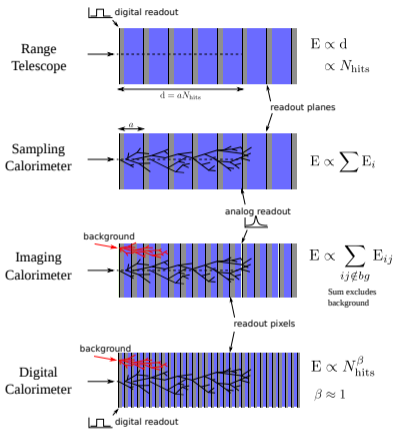 digital readout
Range
Telescope
E ∝ d
∝ N_hits
d = aN_hits
readout planes
a
Sampling
Calorimeter
E ∝ ∑ E_i
analog readout
background
Imaging
Calorimeter
E ∝ ∑ E_ij
ij∉bg
Sum excludes
background
readout pixels
background
Digital
Calorimeter
E ∝ N_hits^β
β ≈ 1
digital readout